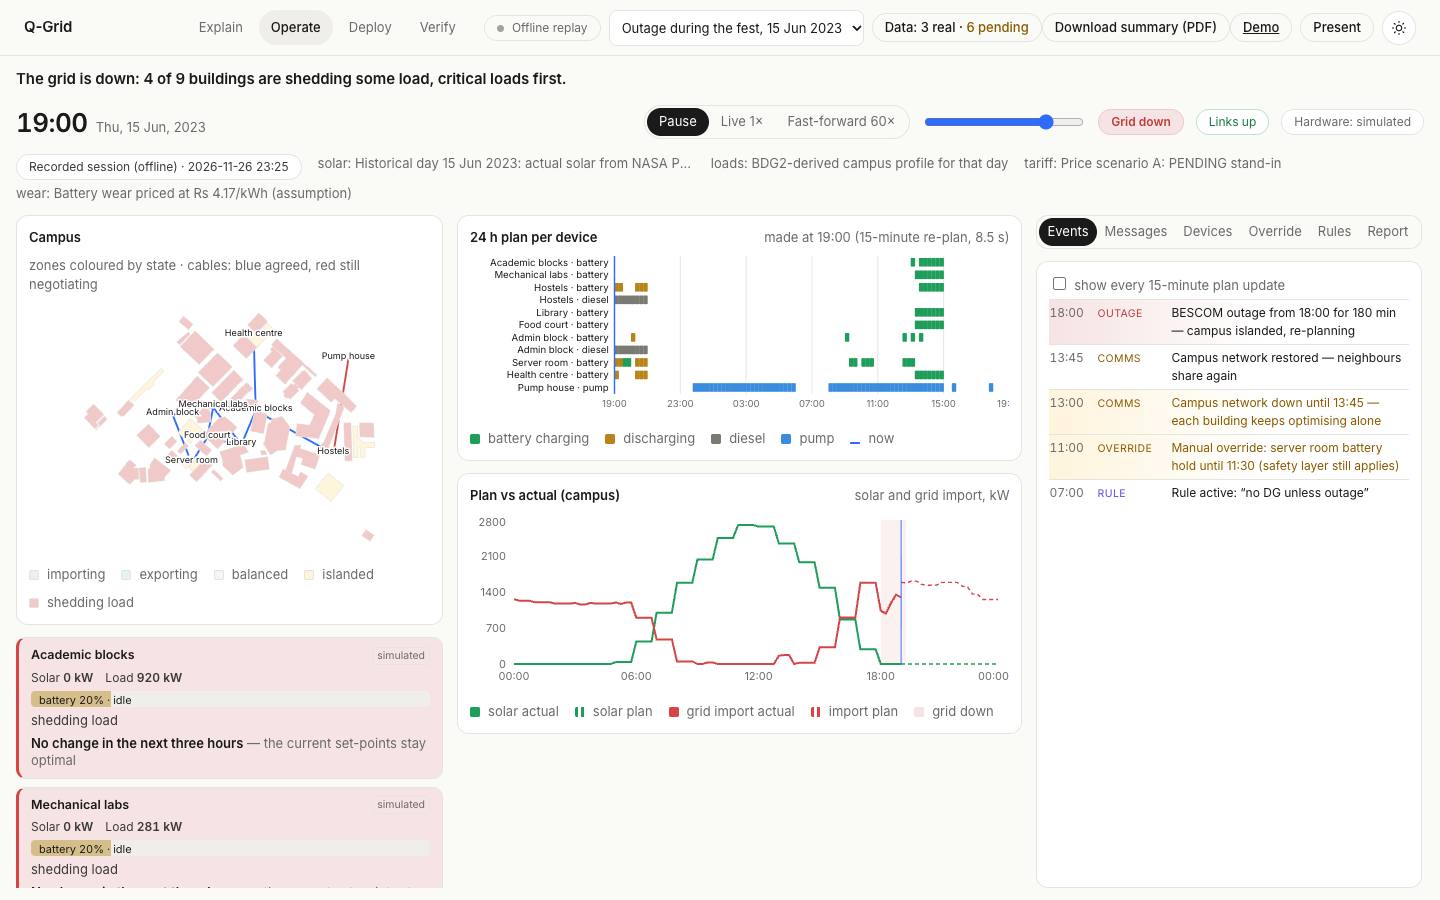 Q-Grid
Explain
Operate
Deploy
Verify
Offline replay
Outage during the fest, 15 Jun 2023
Data: 3 real · 6 pending
Download summary (PDF)
Demo
Present
The grid is down: 4 of 9 buildings are shedding some load, critical loads first.
19:00 Thu, 15 Jun, 2023
Pause
Live 1×
Fast-forward 60×
Grid down
Links up
Hardware: simulated
Recorded session (offline) · 2026-11-26 23:25
solar: Historical day 15 Jun 2023: actual solar from NASA P...
loads: BDG2-derived campus profile for that day
tariff: Price scenario A: PENDING stand-in
wear: Battery wear priced at Rs 4.17/kWh (assumption)
Campus
zones coloured by state · cables: blue agreed, red still
negotiating
Health centre
Pump house
Mechanical labs
Academic blocks
Admin block
Food court
Library
Hostels
Server room
importing
exporting
balanced
islanded
shedding load
Academic blocks
simulated
Solar 0 kW Load 920 kW
battery 20% · idle
shedding load
No change in the next three hours — the current set-points stay
optimal
Mechanical labs
simulated
Solar 0 kW Load 281 kW
battery 20% · idle
shedding load
24 h plan per device
made at 19:00 (15-minute re-plan, 8.5 s)
Academic blocks · battery
Mechanical labs · battery
Hostels · battery
Hostels · diesel
Library · battery
Food court · battery
Admin block · battery
Admin block · diesel
Server room · battery
Health centre · battery
Pump house · pump
19:00 23:00 03:00 07:00 11:00 15:00 19:
battery charging
discharging
diesel
pump
now
Plan vs actual (campus)
solar and grid import, kW
2800
2100
1400
700
0
00:00 06:00 12:00 18:00 00:00
solar actual
solar plan
grid import actual
import plan
grid down
Events
Messages
Devices
Override
Rules
Report
show every 15-minute plan update
18:00 OUTAGE BESCOM outage from 18:00 for 180 min
— campus islanded, re-planning
13:45 COMMS Campus network restored — neighbours
share again
13:00 COMMS Campus network down until 13:45 —
each building keeps optimising alone
11:00 OVERRIDE Manual override: server room battery
hold until 11:30 (safety layer still applies)
07:00 RULE Rule active: “no DG unless outage”